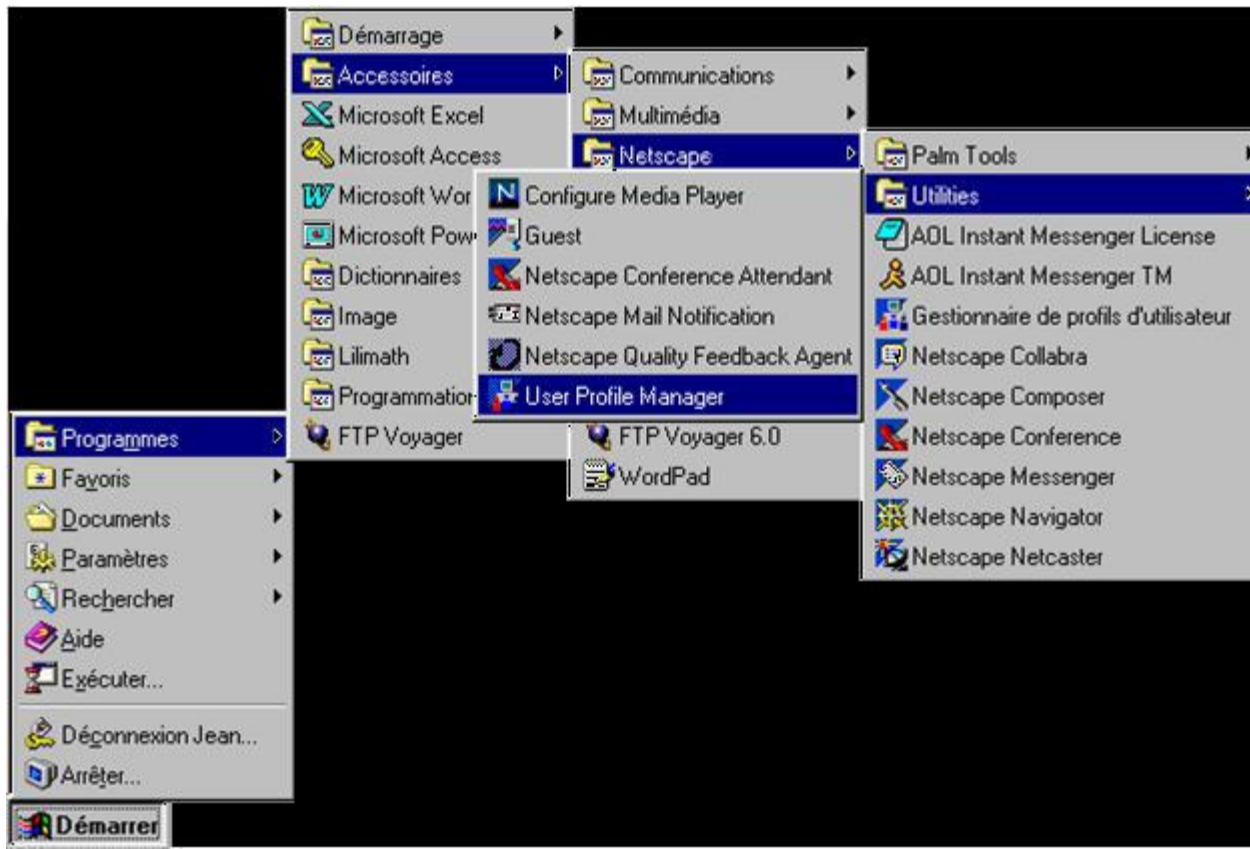 Démarrage
Accessoires
Microsoft Excel
Microsoft Access
Microsoft Wor
Microsoft Pow
Dictionnaires
Image
Lilimath
Programmation
FTP Voyager
Communications
Multimédia
Netscape
FTP Voyager 6.0
WordPad
Palm Tools
Utilities
AOL Instant Messenger License
AOL Instant Messenger TM
Gestionnaire de profils d'utilisateur
Netscape Collabra
Netscape Composer
Netscape Conference
Netscape Messenger
Netscape Navigator
Netscape Netcaster
Configure Media Player
Guest
Netscape Conference Attendant
Netscape Mail Notification
Netscape Quality Feedback Agent
User Profile Manager
Programmes
Favoris
Documents
Paramètres
Rechercher
Aide
Exécuter...
Déconnexion Jean...
Arrêter...
Démarrer